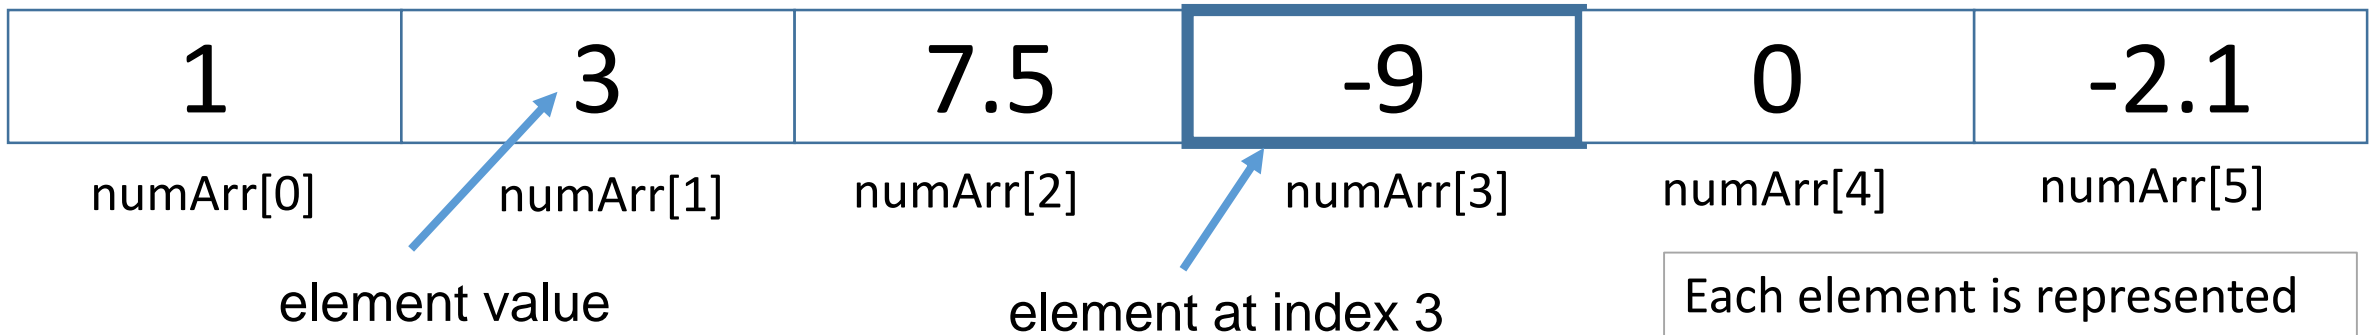 1 3 7.5 -9 0 -2.1
numArr[0] numArr[1] numArr[2] numArr[3] numArr[4] numArr[5]
element value
element at index 3
Each element is represented